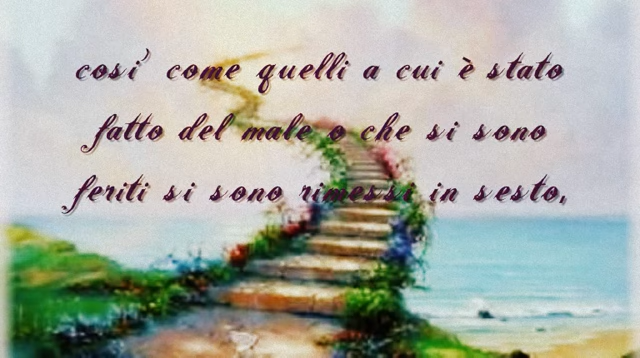 cosi' come quelli a cui è stato
fatto del male o che si sono
feriti si sono rimessi in sesto,